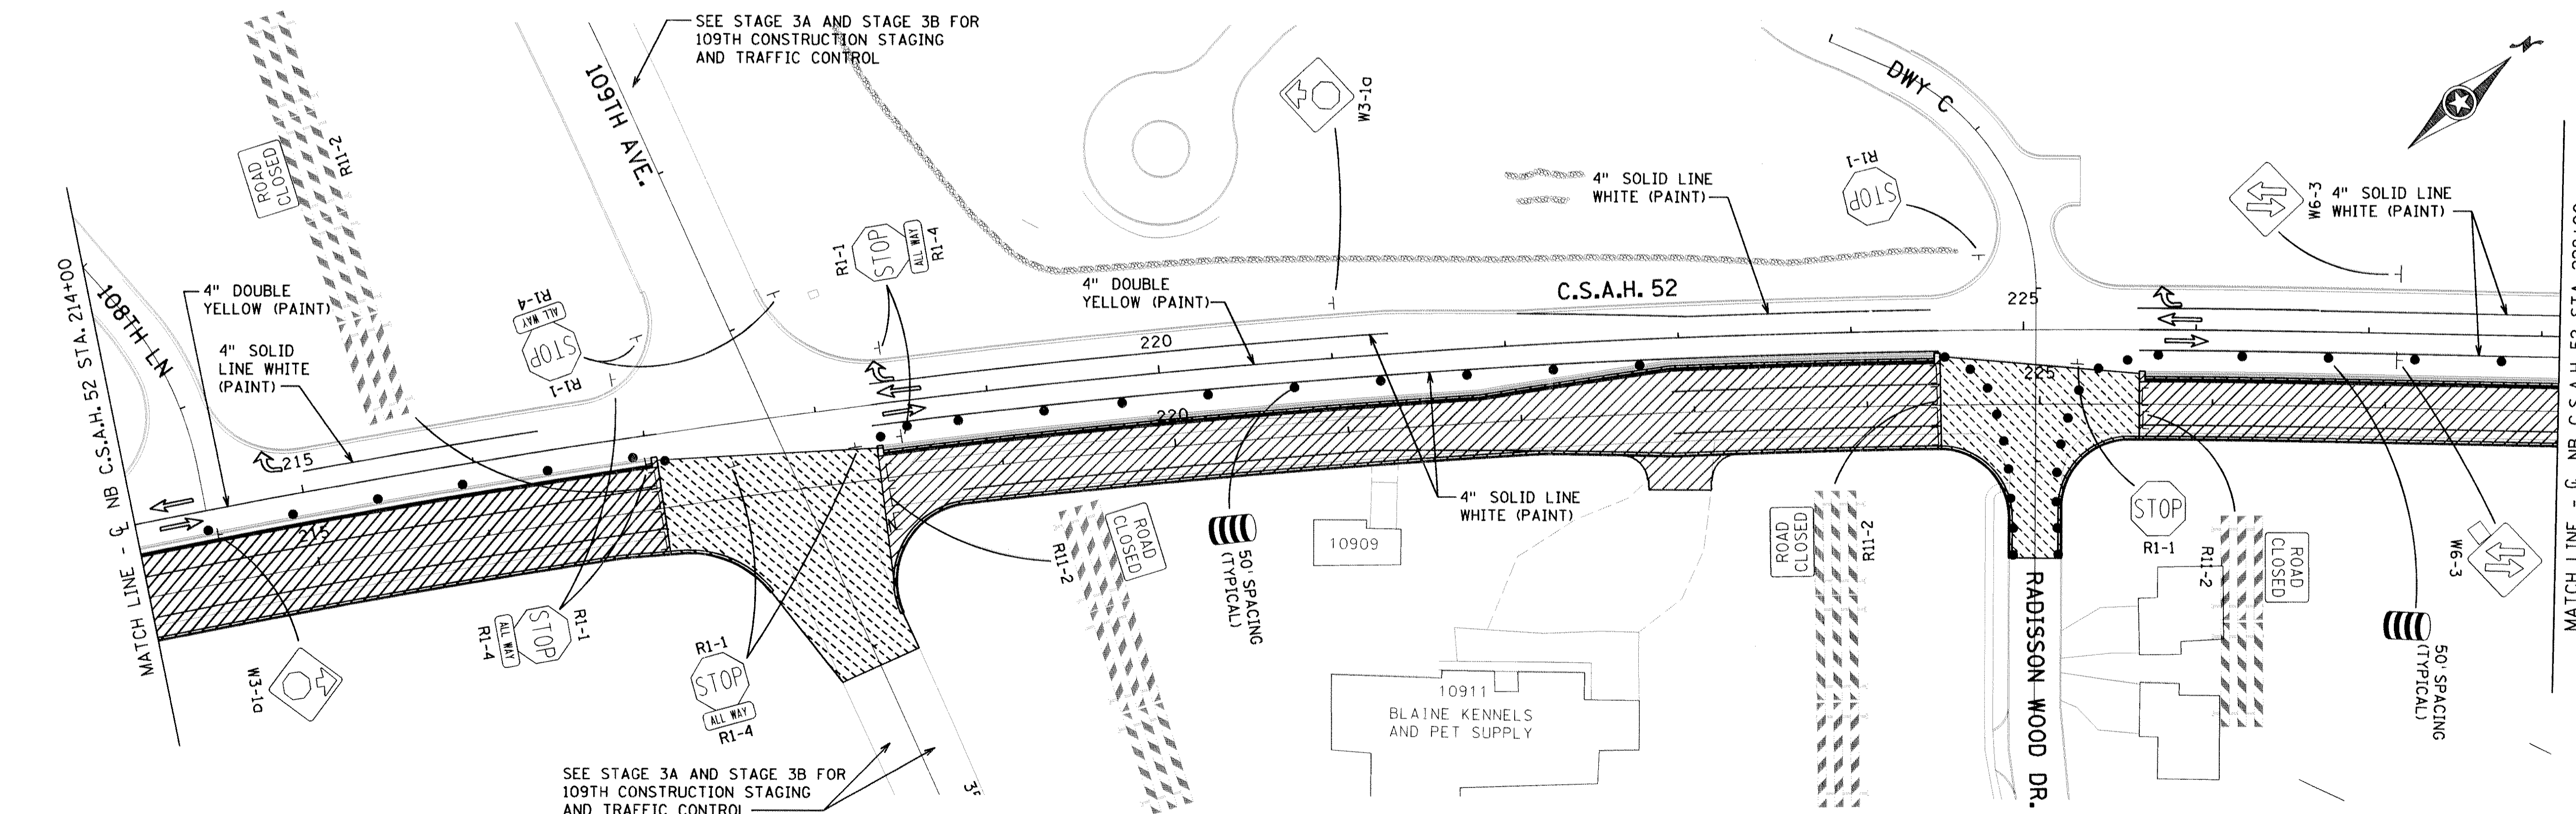 SEE STAGE 3A AND STAGE 3B FOR
109TH CONSTRUCTION STAGING
AND TRAFFIC CONTROL
109TH AVE.
ROAD
CLOSED
R11-2
MATCH LINE - ℄ NB C.S.A.H. 52 STA. 214+00
108TH LN
4" DOUBLE
YELLOW (PAINT)
4" SOLID
LINE WHITE
(PAINT)
R1-4
ALL WAY
STOP
R1-1
R1-1
STOP
ALL WAY
R1-4
W3-1a
4" DOUBLE
YELLOW (PAINT)
4" SOLID LINE
WHITE (PAINT)
C.S.A.H. 52
DWY C
R1-1
STOP
W6-3
4" SOLID LINE
WHITE (PAINT)
N
215
215
220
220
225
225
W3-1a
R1-4
ALL WAY
STOP
R1-1
R1-1
STOP
ALL WAY
R1-4
R11-2
ROAD
CLOSED
50' SPACING
(TYPICAL)
10909
4" SOLID LINE
WHITE (PAINT)
10911
BLAINE KENNELS
AND PET SUPPLY
ROAD
CLOSED
R11-2
RADISSON WOOD DR.
STOP
R1-1
R11-2
ROAD
CLOSED
50' SPACING
(TYPICAL)
W6-3
SEE STAGE 3A AND STAGE 3B FOR
109TH CONSTRUCTION STAGING
AND TRAFFIC CONTROL
MATCH LINE - ℄ NB C.S.A.H. 52 STA.